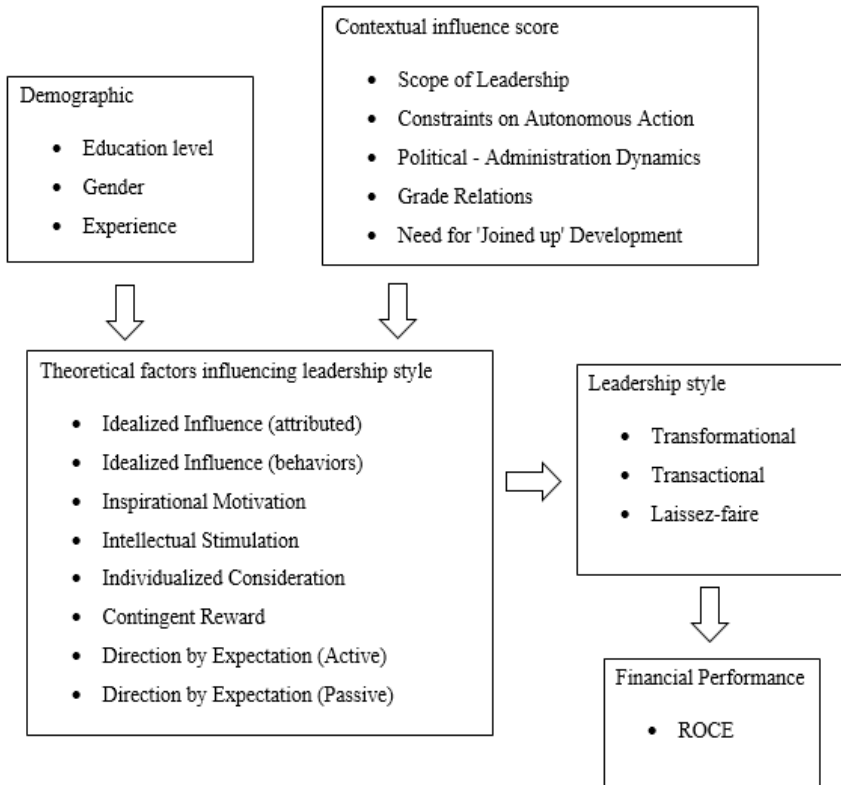 Demographic
• Education level
• Gender
• Experience
Contextual influence score
• Scope of Leadership
• Constraints on Autonomous Action
• Political - Administration Dynamics
• Grade Relations
• Need for 'Joined up' Development
Theoretical factors influencing leadership style
• Idealized Influence (attributed)
• Idealized Influence (behaviors)
• Inspirational Motivation
• Intellectual Stimulation
• Individualized Consideration
• Contingent Reward
• Direction by Expectation (Active)
• Direction by Expectation (Passive)
Leadership style
• Transformational
• Transactional
• Laissez-faire
Financial Performance
• ROCE